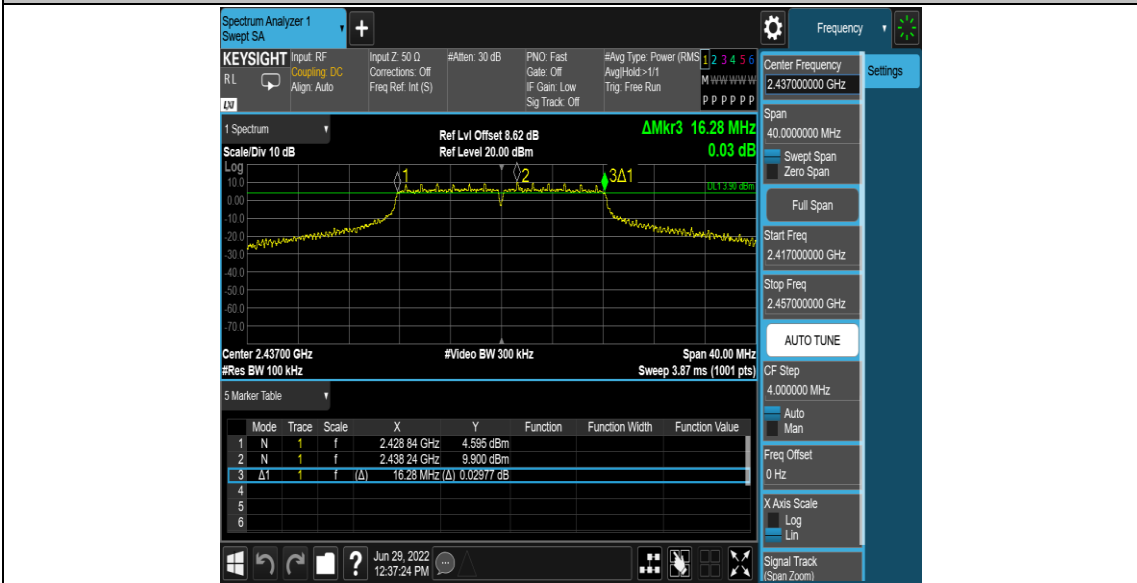 Spectrum Analyzer 1
Swept SA
Frequency
KEYSIGHT Input: RF
R L Coupling: DC
Align: Auto
LXI
Input Z: 50 Ω
Corrections: Off
Freq Ref: Int (S)
#Atten: 30 dB
PNO: Fast
Gate: Off
IF Gain: Low
Sig Track: Off
#Avg Type: Power (RMS
Avg|Hold:>1/1
Trig: Free Run
1 2 3 4 5 6
M W W W W W
P P P P P P
1 Spectrum
Scale/Div 10 dB
Ref Lvl Offset 8.62 dB
Ref Level 20.00 dBm
ΔMkr3 16.28 MHz
0.03 dB
Log
10.0
0.00
-10.0
-20.0
-30.0
-40.0
-50.0
-60.0
-70.0
1
2
3Δ1
DL1 3.90 dBm
Center 2.43700 GHz
#Video BW 300 kHz
Span 40.00 MHz
#Res BW 100 kHz
Sweep 3.87 ms (1001 pts)
5 Marker Table
Mode Trace Scale X Y Function Function Width Function Value
1 N 1 f 2.428 84 GHz 4.595 dBm
2 N 1 f 2.438 24 GHz 9.900 dBm
3 Δ1 1 f (Δ) 16.28 MHz (Δ) 0.02977 dB
4
5
6
?
Jun 29, 2022
12:37:24 PM
Center Frequency
2.437000000 GHz
Settings
Span
40.0000000 MHz
Swept Span
Zero Span
Full Span
Start Freq
2.417000000 GHz
Stop Freq
2.457000000 GHz
AUTO TUNE
CF Step
4.000000 MHz
Auto
Man
Freq Offset
0 Hz
X Axis Scale
Log
Lin
Signal Track
(Span Zoom)